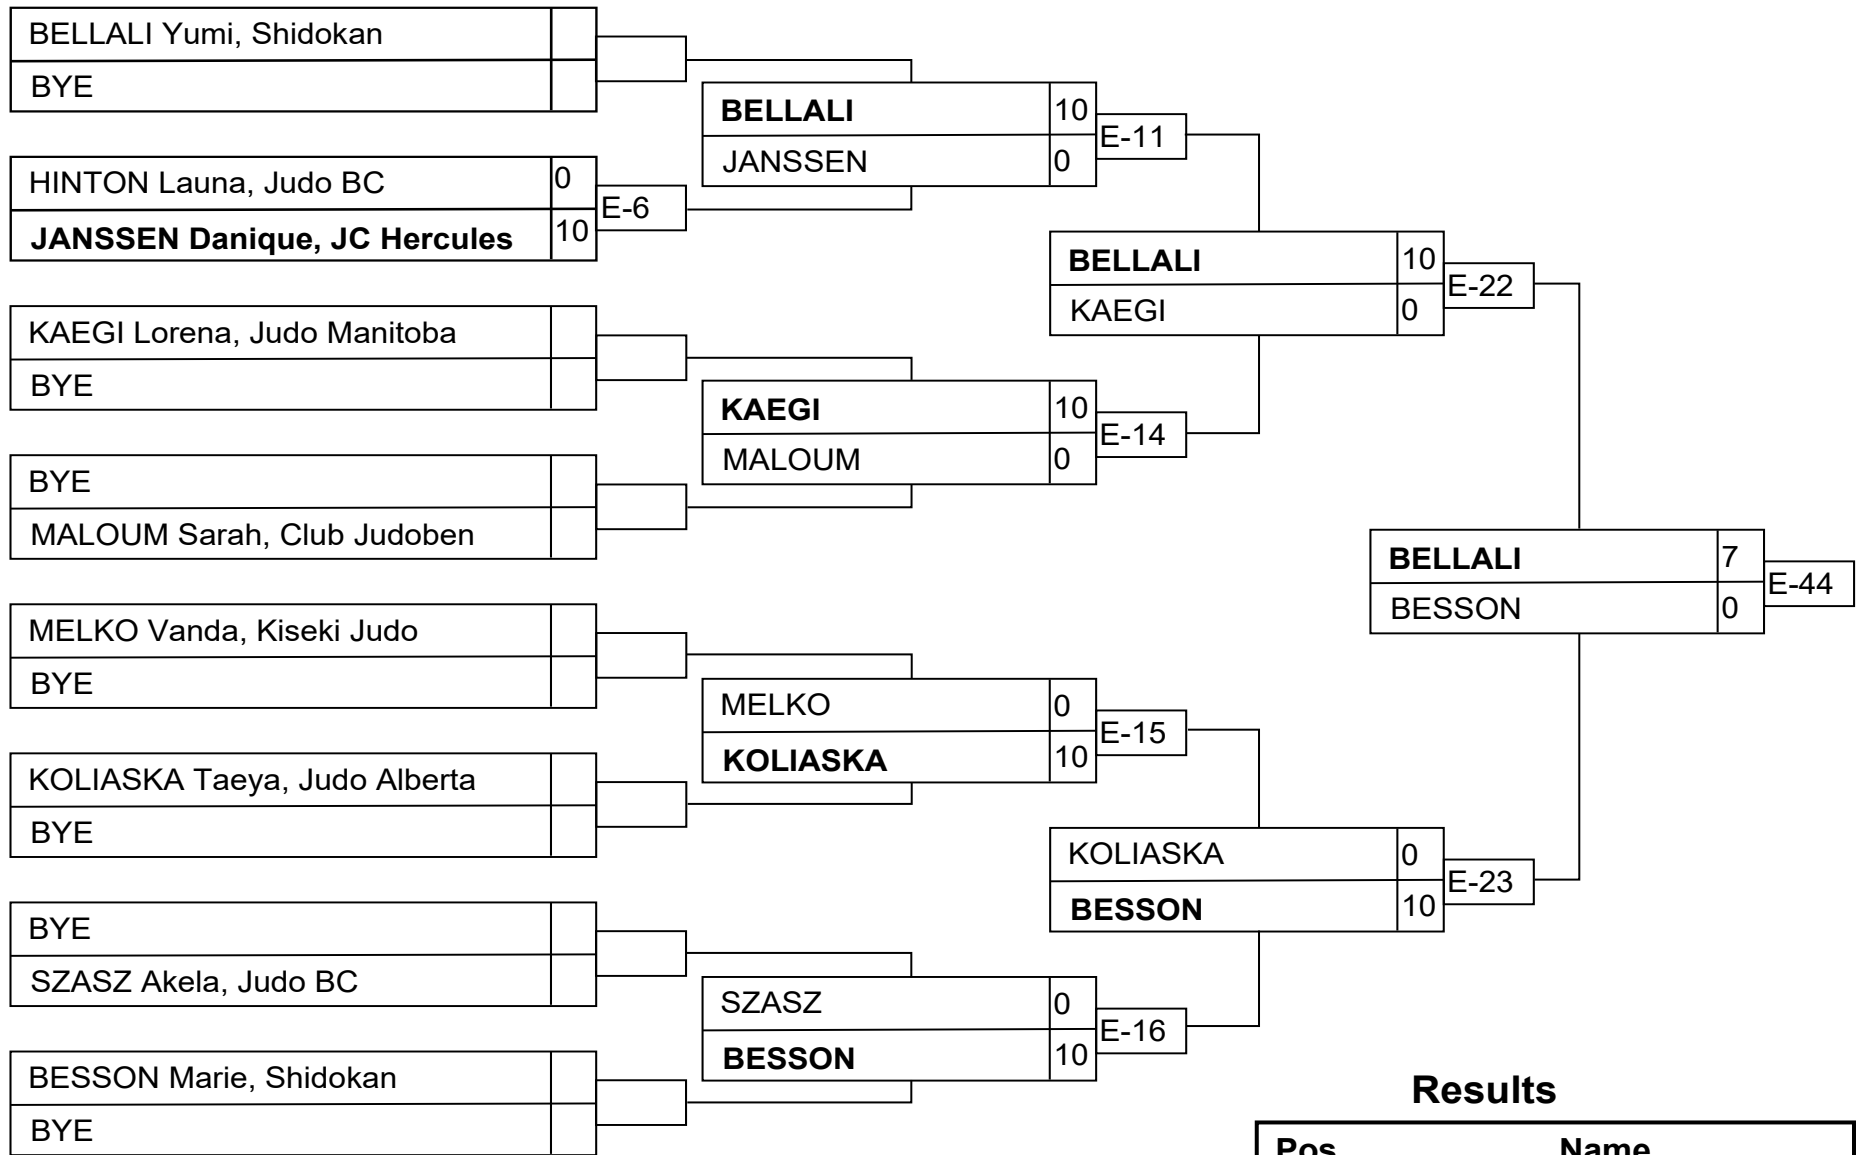 BELLALI Yumi, Shidokan
BYE
HINTON Launa, Judo BC 0
JANSSEN Danique, JC Hercules 10
E-6
KAEGI Lorena, Judo Manitoba
BYE
BYE
MALOUM Sarah, Club Judoben
MELKO Vanda, Kiseki Judo
BYE
KOLIASKA Taeya, Judo Alberta
BYE
BYE
SZASZ Akela, Judo BC
BESSON Marie, Shidokan
BYE
BELLALI 10
JANSSEN 0
E-11
KAEGI 10
MALOUM 0
E-14
MELKO 0
KOLIASKA 10
E-15
SZASZ 0
BESSON 10
E-16
BELLALI 10
KAEGI 0
E-22
KOLIASKA 0
BESSON 10
E-23
BELLALI 7
BESSON 0
E-44
Results
Pos Name